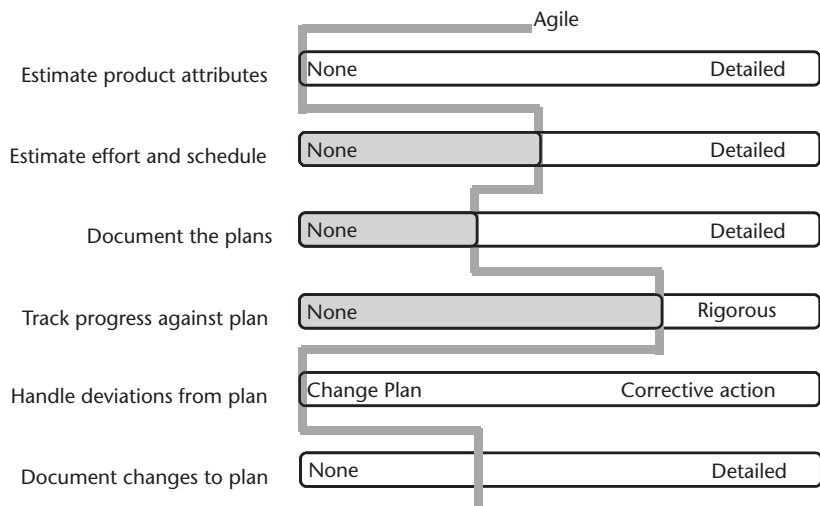 Agile
Estimate product attributes None Detailed
Estimate effort and schedule None Detailed
Document the plans None Detailed
Track progress against plan None Rigorous
Handle deviations from plan Change Plan Corrective action
Document changes to plan None Detailed